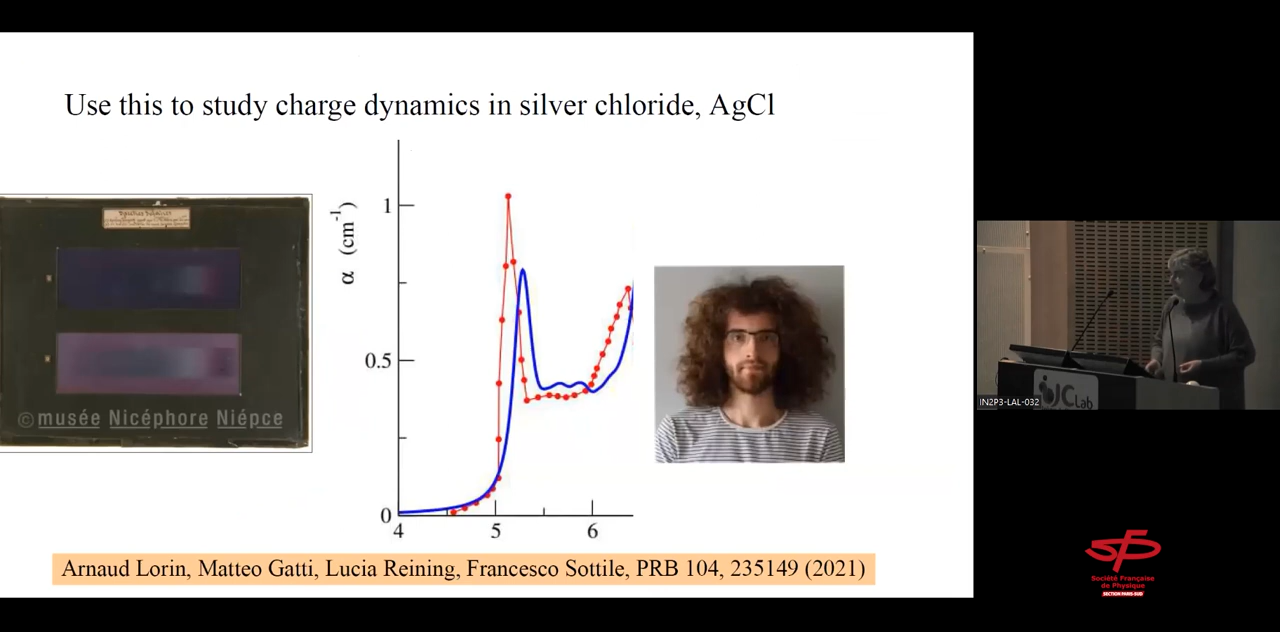 Use this to study charge dynamics in silver chloride, AgCl
α (cm⁻¹)
1
0.5
0
4 5 6
©musée Nicéphore Niépce
Arnaud Lorin, Matteo Gatti, Lucia Reining, Francesco Sottile, PRB 104, 235149 (2021)
IJCLab
IN2P3-LAL-032
sfp
Société Française
de Physique
SECTION PARIS-SUD